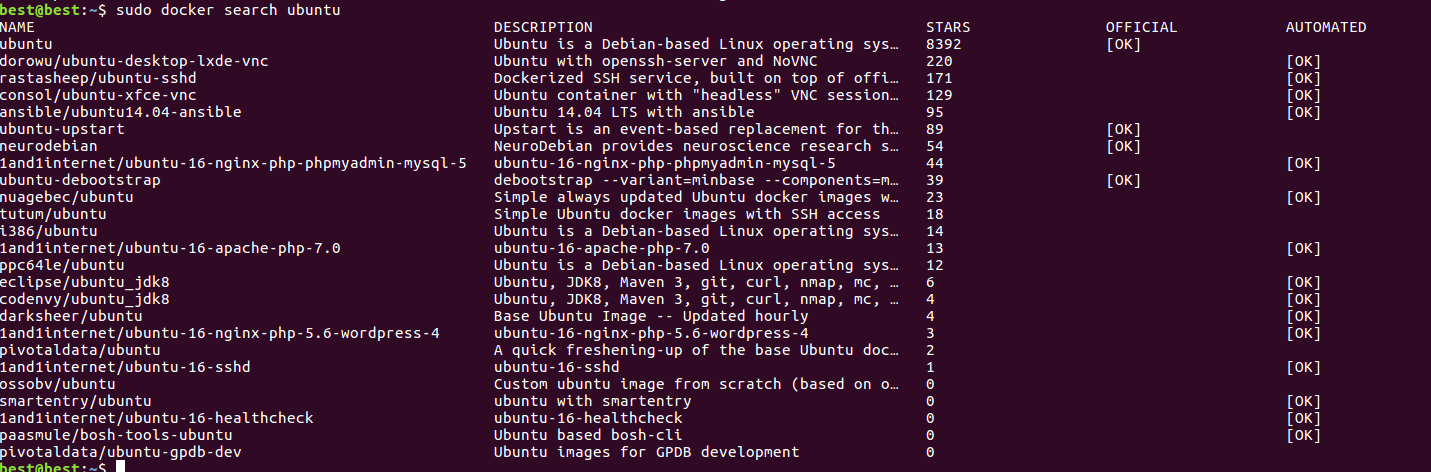 best@best:~$ sudo docker search ubuntu
NAME DESCRIPTION STARS OFFICIAL AUTOMATED
ubuntu Ubuntu is a Debian-based Linux operating sys… 8392 [OK]
dorowu/ubuntu-desktop-lxde-vnc Ubuntu with openssh-server and NoVNC 220 [OK]
rastasheep/ubuntu-sshd Dockerized SSH service, built on top of offi… 171 [OK]
consol/ubuntu-xfce-vnc Ubuntu container with "headless" VNC session… 129 [OK]
ansible/ubuntu14.04-ansible Ubuntu 14.04 LTS with ansible 95 [OK]
ubuntu-upstart Upstart is an event-based replacement for th… 89 [OK]
neurodebian NeuroDebian provides neuroscience research s… 54 [OK]
1and1internet/ubuntu-16-nginx-php-phpmyadmin-mysql-5 ubuntu-16-nginx-php-phpmyadmin-mysql-5 44 [OK]
ubuntu-debootstrap debootstrap --variant=minbase --components=m… 39 [OK]
nuagebec/ubuntu Simple always updated Ubuntu docker images w… 23 [OK]
tutum/ubuntu Simple Ubuntu docker images with SSH access 18
i386/ubuntu Ubuntu is a Debian-based Linux operating sys… 14
1and1internet/ubuntu-16-apache-php-7.0 ubuntu-16-apache-php-7.0 13 [OK]
ppc64le/ubuntu Ubuntu is a Debian-based Linux operating sys… 12
eclipse/ubuntu_jdk8 Ubuntu, JDK8, Maven 3, git, curl, nmap, mc, … 6 [OK]
codenvy/ubuntu_jdk8 Ubuntu, JDK8, Maven 3, git, curl, nmap, mc, … 4 [OK]
darksheer/ubuntu Base Ubuntu Image -- Updated hourly 4 [OK]
1and1internet/ubuntu-16-nginx-php-5.6-wordpress-4 ubuntu-16-nginx-php-5.6-wordpress-4 3 [OK]
pivotaldata/ubuntu A quick freshening-up of the base Ubuntu doc… 2
1and1internet/ubuntu-16-sshd ubuntu-16-sshd 1 [OK]
ossobv/ubuntu Custom ubuntu image from scratch (based on o… 0
smartentry/ubuntu ubuntu with smartentry 0 [OK]
1and1internet/ubuntu-16-healthcheck ubuntu-16-healthcheck 0 [OK]
paasmule/bosh-tools-ubuntu Ubuntu based bosh-cli 0 [OK]
pivotaldata/ubuntu-gpdb-dev Ubuntu images for GPDB development 0
best@best:~$